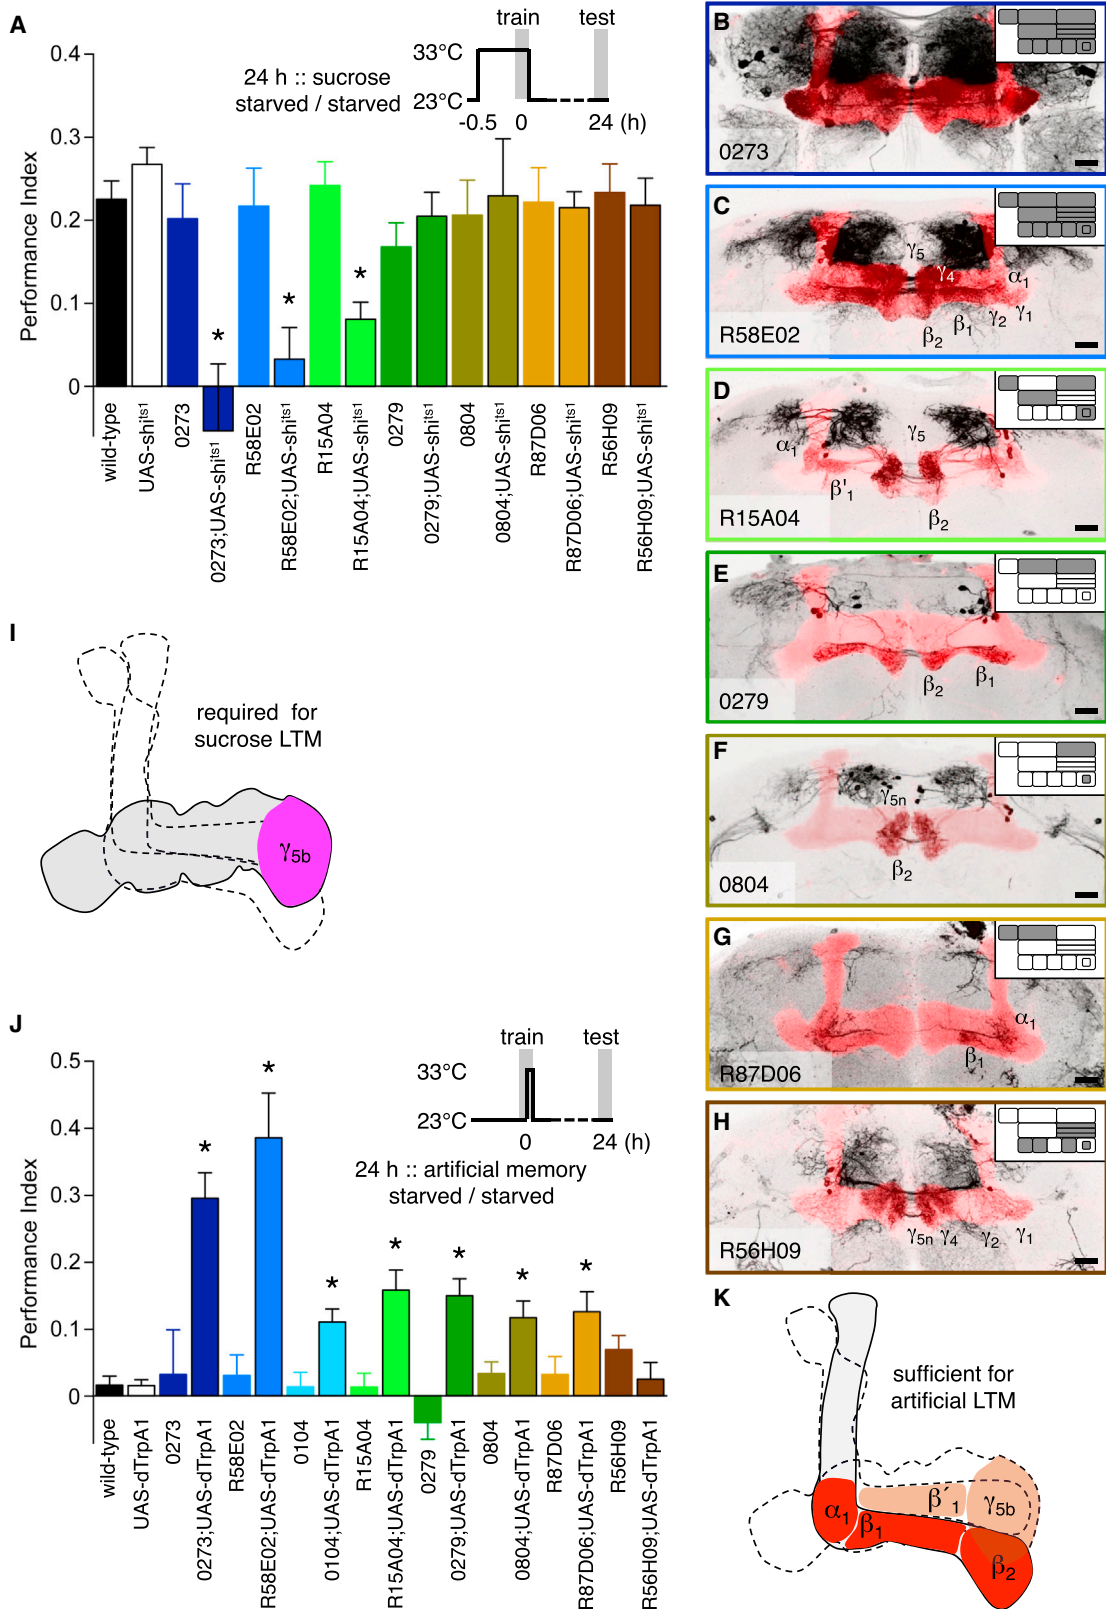 A
train
test
33°C
23°C
-0.5
0
24 (h)
24 h :: sucrose
starved / starved
0.4
0.3
0.2
0.1
0
Performance Index
*
*
*
wild-type
UAS-shits1
0273
0273;UAS-shits1
R58E02
R58E02;UAS-shits1
R15A04
R15A04;UAS-shits1
0279
0279;UAS-shits1
0804
0804;UAS-shits1
R87D06
R87D06;UAS-shits1
R56H09
R56H09;UAS-shits1
B
0273
C
γ5
γ4
α1
β2
β1
γ2
γ1
R58E02
D
γ5
α1
β'1
β2
R15A04
E
β2
β1
0279
F
γ5n
β2
0804
G
α1
β1
R87D06
H
γ5n
γ4
γ2
γ1
R56H09
I
required for
sucrose LTM
γ5b
J
train
test
33°C
23°C
0
24 (h)
24 h :: artificial memory
starved / starved
0.5
0.4
0.3
0.2
0.1
0
Performance Index
*
*
*
*
*
*
*
wild-type
UAS-dTrpA1
0273
0273;UAS-dTrpA1
R58E02
R58E02;UAS-dTrpA1
0104
0104;UAS-dTrpA1
R15A04
R15A04;UAS-dTrpA1
0279
0279;UAS-dTrpA1
0804
0804;UAS-dTrpA1
R87D06
R87D06;UAS-dTrpA1
R56H09
R56H09;UAS-dTrpA1
K
sufficient for
artificial LTM
α1
β1
β´1
γ5b
β2